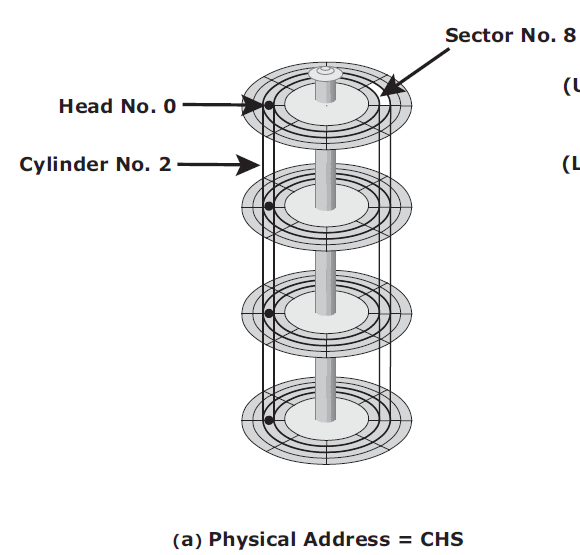 Sector No. 8
(U
Head No. 0
Cylinder No. 2
(L
(a) Physical Address = CHS